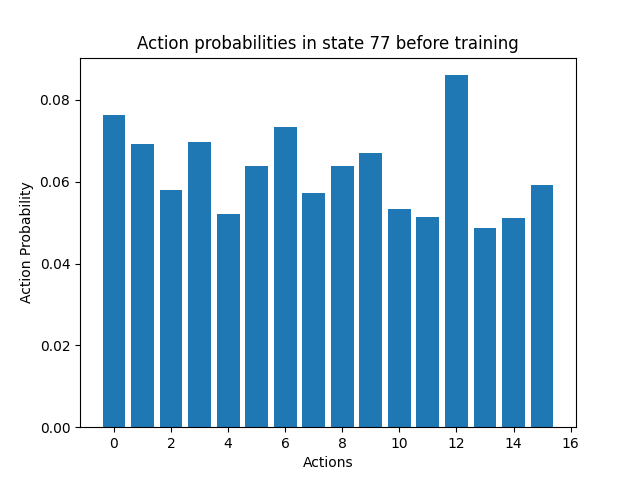 Action probabilities in state 77 before training
Action Probability
0.08
0.06
0.04
0.02
0.00
0 2 4 6 8 10 12 14 16
Actions